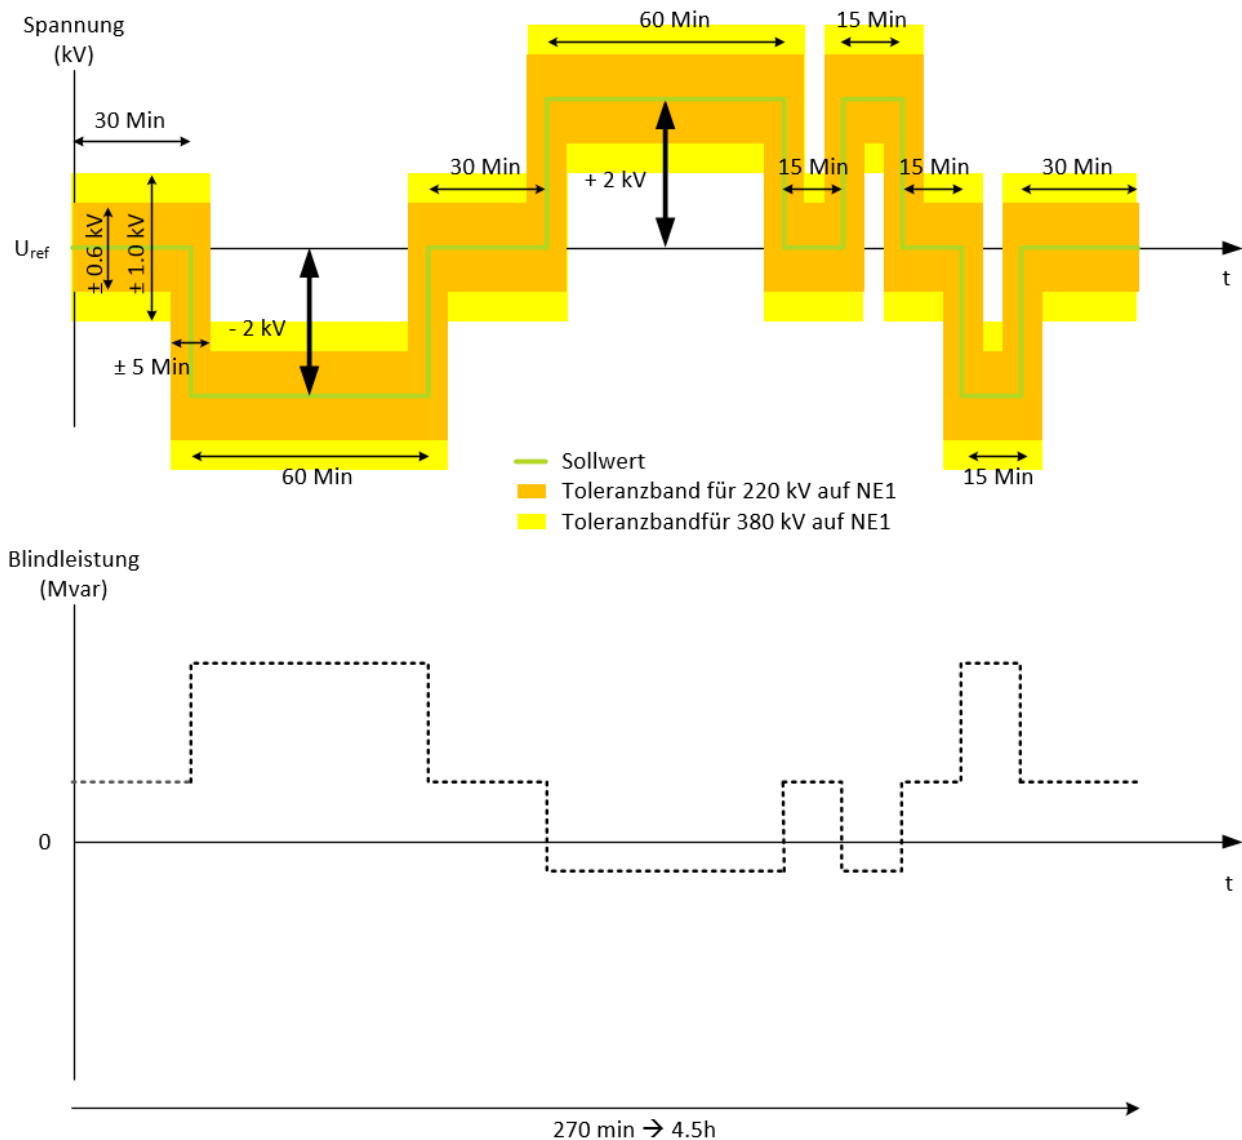 Spannung
(kV)
60 Min
15 Min
30 Min
30 Min
+ 2 kV
15 Min
15 Min
30 Min
Uref
± 0.6 kV
± 1.0 kV
t
- 2 kV
± 5 Min
60 Min
15 Min
Sollwert
Toleranzband für 220 kV auf NE1
Toleranzbandfür 380 kV auf NE1
Blindleistung
(Mvar)
0
t
270 min → 4.5h